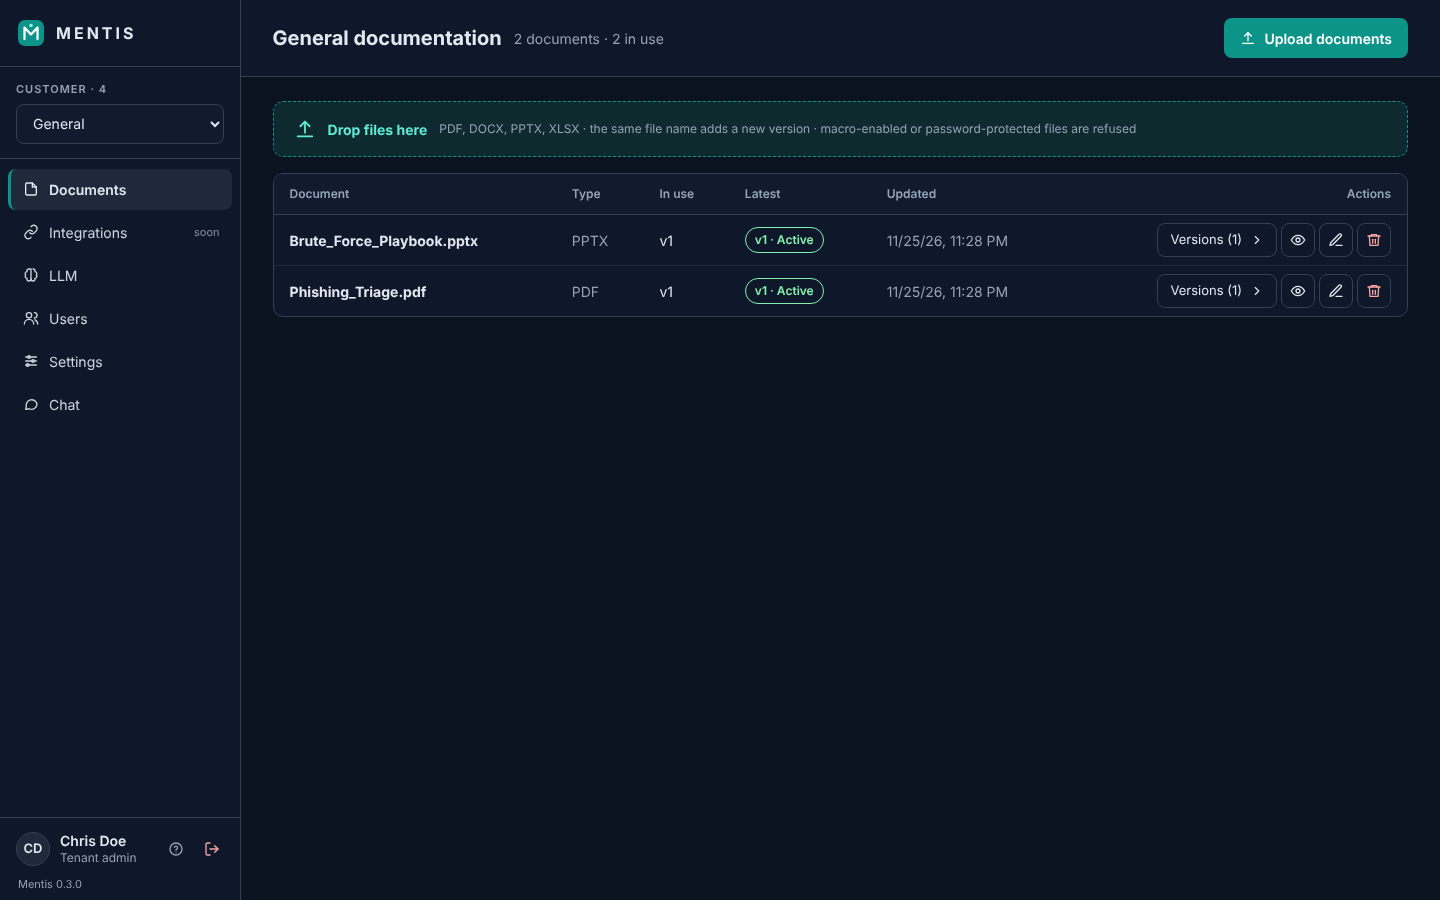 MENTIS
CUSTOMER · 4
General
Documents
Integrations soon
LLM
Users
Settings
Chat
CD
Chris Doe
Tenant admin
Mentis 0.3.0
General documentation 2 documents · 2 in use
Upload documents
Drop files here PDF, DOCX, PPTX, XLSX · the same file name adds a new version · macro-enabled or password-protected files are refused
Document Type In use Latest Updated Actions
Brute_Force_Playbook.pptx PPTX v1 v1 · Active 11/25/26, 11:28 PM Versions (1)
Phishing_Triage.pdf PDF v1 v1 · Active 11/25/26, 11:28 PM Versions (1)